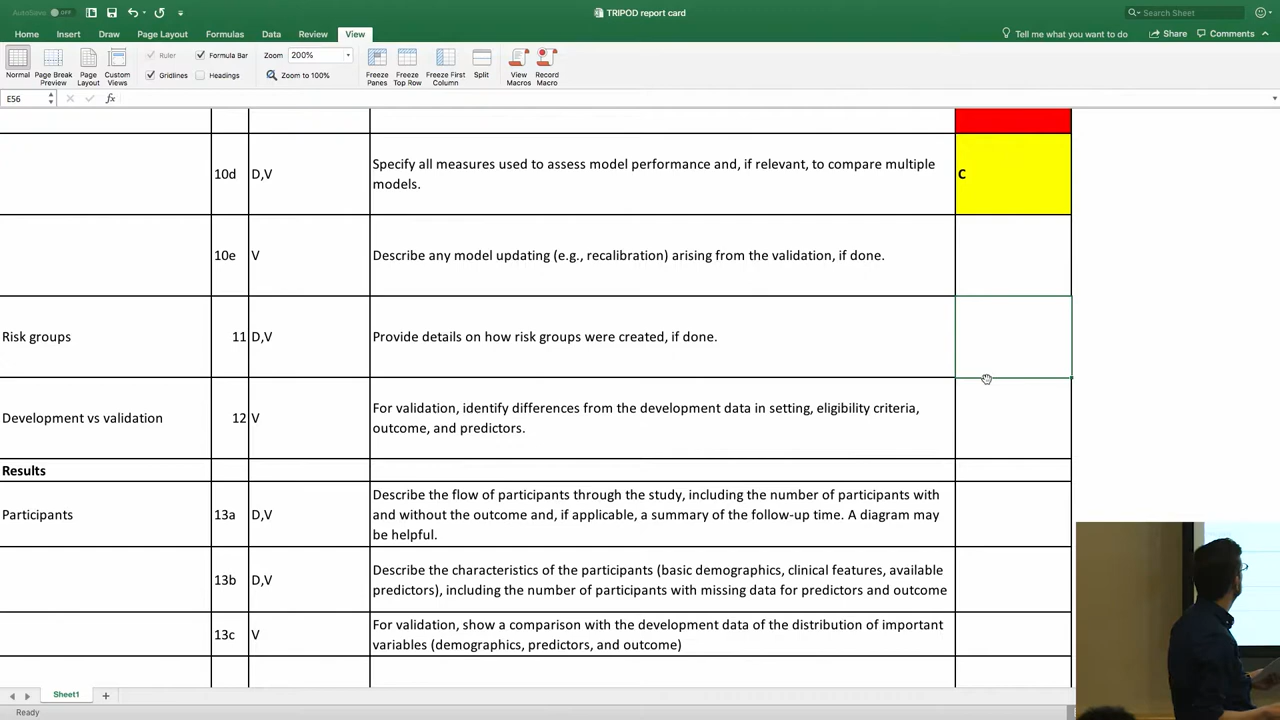 AutoSave OFF
TRIPOD report card
Search Sheet
Home Insert Draw Page Layout Formulas Data Review View
Tell me what you want to do
Share Comments
Ruler Formula Bar Zoom 200%
Gridlines Headings Zoom to 100%
Normal Page Break Preview Page Layout Custom Views
Freeze Panes Freeze Top Row Freeze First Column Split View Macros Record Macro
E56 fx
10d D,V Specify all measures used to assess model performance and, if relevant, to compare multiple
models. C
10e V Describe any model updating (e.g., recalibration) arising from the validation, if done.
Risk groups 11 D,V Provide details on how risk groups were created, if done.
Development vs validation 12 V For validation, identify differences from the development data in setting, eligibility criteria,
outcome, and predictors.
Results
Participants 13a D,V Describe the flow of participants through the study, including the number of participants with
and without the outcome and, if applicable, a summary of the follow-up time. A diagram may
be helpful.
13b D,V Describe the characteristics of the participants (basic demographics, clinical features, available
predictors), including the number of participants with missing data for predictors and outcome
13c V For validation, show a comparison with the development data of the distribution of important
variables (demographics, predictors, and outcome)
Sheet1
Ready